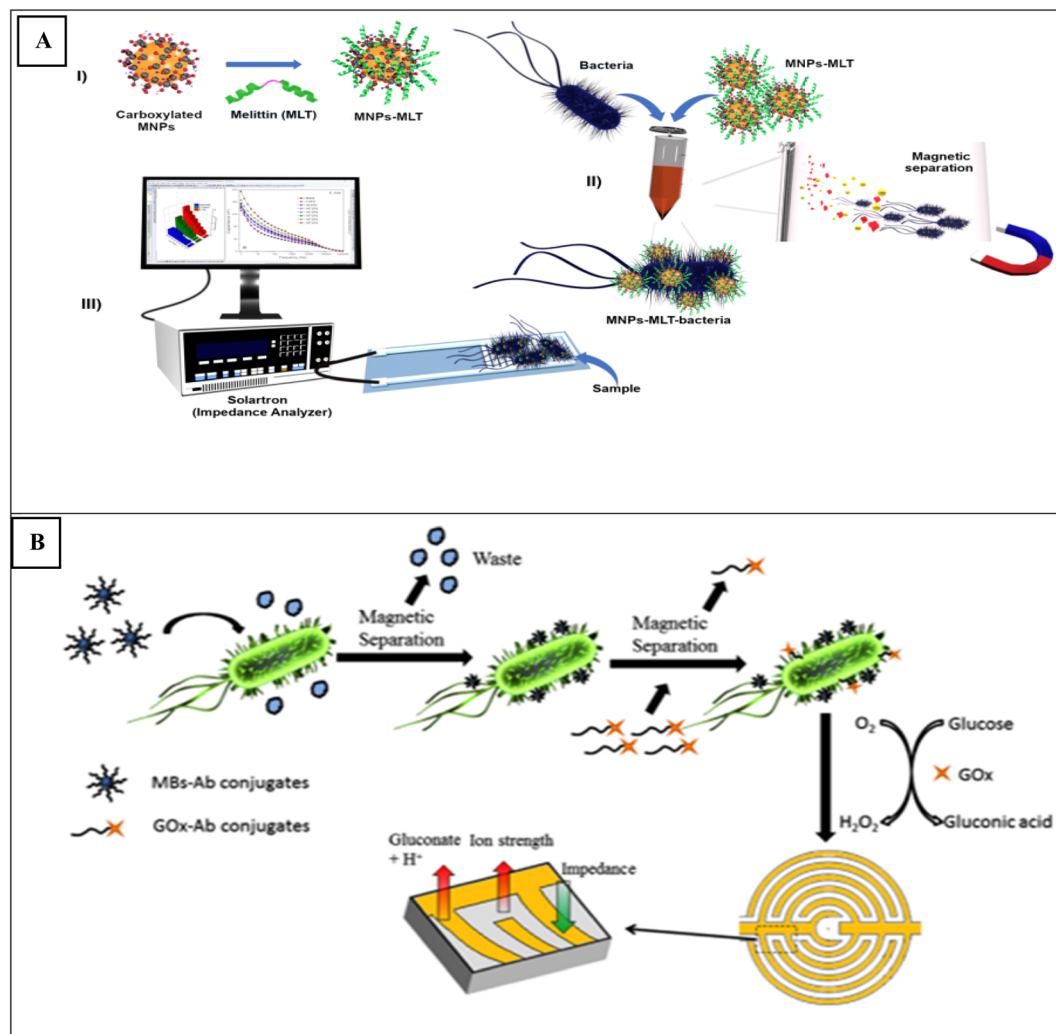 A
I)
Carboxylated
MNPs
Melittin (MLT)
MNPs-MLT
Bacteria
MNPs-MLT
II)
Magnetic
separation
MNPs-MLT-bacteria
III)
Solartron
(Impedance Analyzer)
Sample
B
Waste
Magnetic
Separation
Magnetic
Separation
MBs-Ab conjugates
GOx-Ab conjugates
O₂
Glucose
GOx
H₂O₂
Gluconic acid
Gluconate
+ H⁺
Ion strength
Impedance